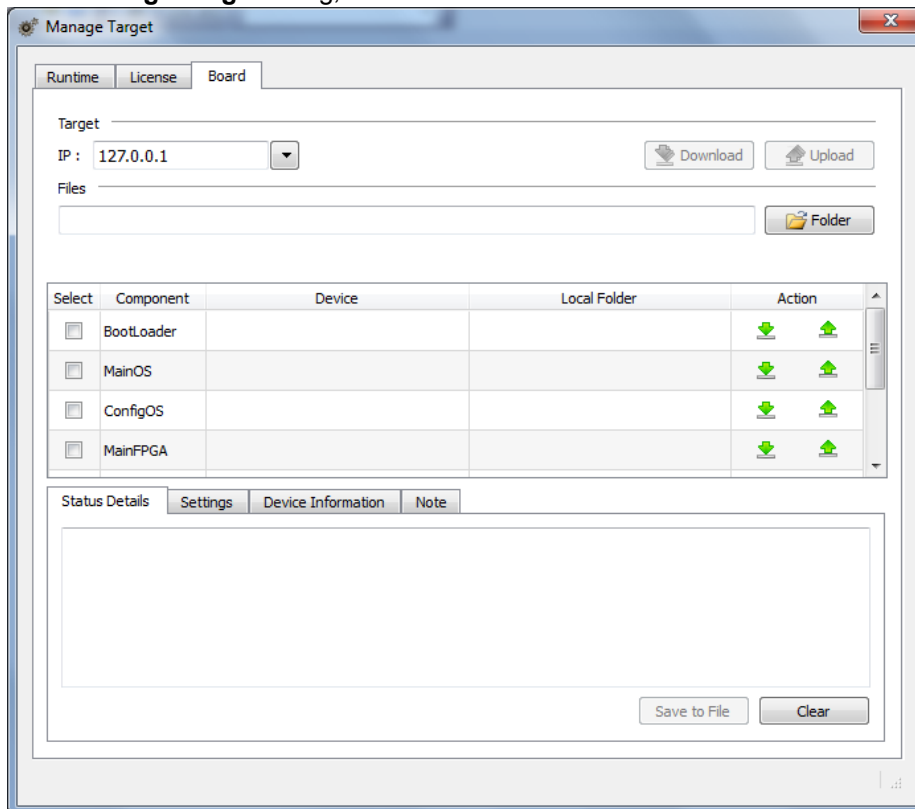 Manage Target
x
Runtime License Board
Target
IP : 127.0.0.1 Download Upload
Files
Folder
Select Component Device Local Folder Action
BootLoader
MainOS
ConfigOS
MainFPGA
Status Details Settings Device Information Note
Save to File Clear